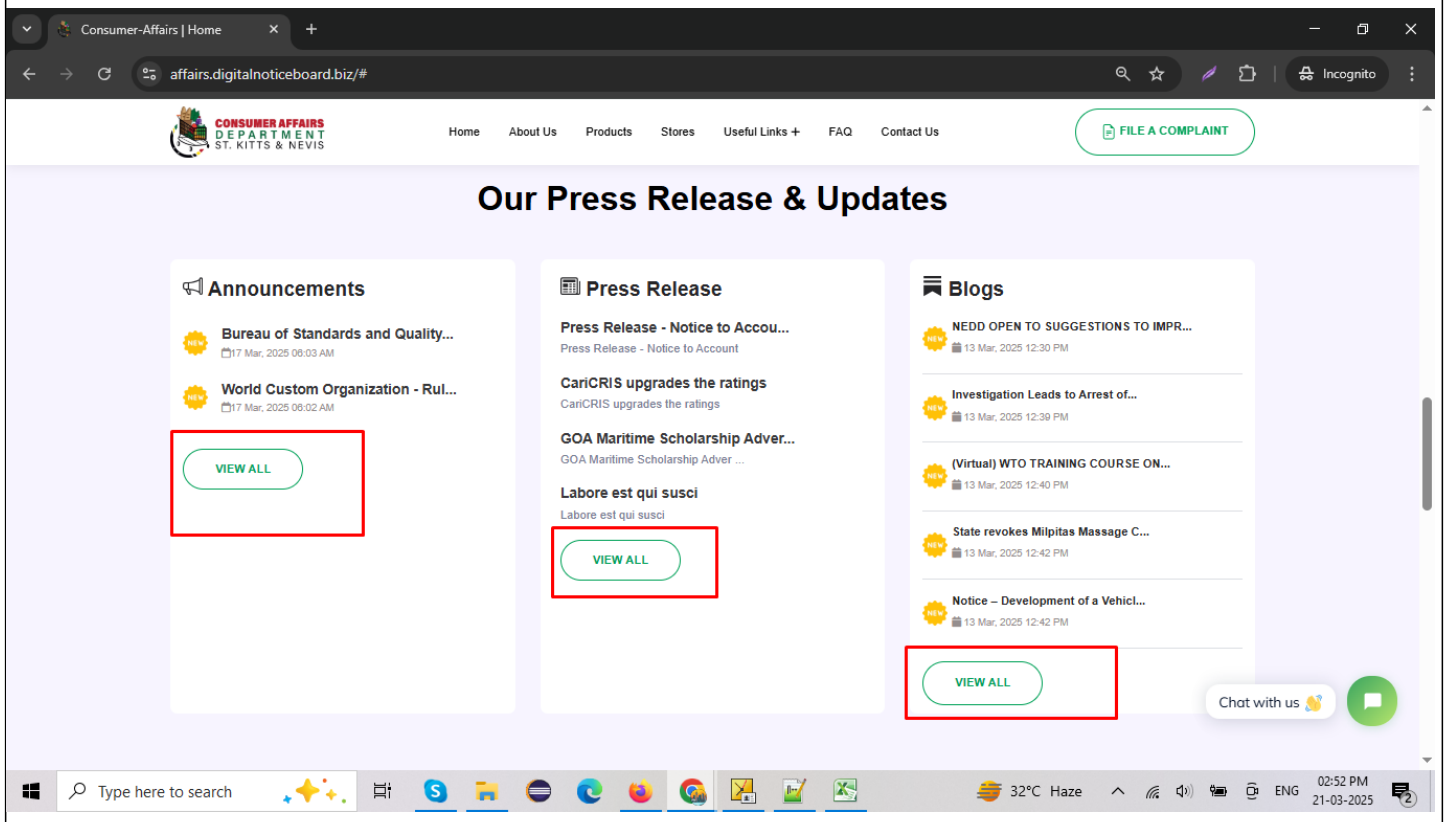 Consumer-Affairs | Home
affairs.digitalnoticeboard.biz/#
Incognito
CONSUMER AFFAIRS
DEPARTMENT
ST. KITTS & NEVIS
Home
About Us
Products
Stores
Useful Links +
FAQ
Contact Us
FILE A COMPLAINT
Our Press Release & Updates
Announcements
NEW
Bureau of Standards and Quality...
17 Mar, 2025 06:03 AM
NEW
World Custom Organization - Rul...
17 Mar, 2025 06:02 AM
VIEW ALL
Press Release
Press Release - Notice to Accou...
Press Release - Notice to Account
CariCRIS upgrades the ratings
CariCRIS upgrades the ratings
GOA Maritime Scholarship Adver...
GOA Maritime Scholarship Adver ...
Labore est qui susci
Labore est qui susci
VIEW ALL
Blogs
NEW
NEDD OPEN TO SUGGESTIONS TO IMPR...
13 Mar, 2025 12:30 PM
NEW
Investigation Leads to Arrest of...
13 Mar, 2025 12:39 PM
NEW
(Virtual) WTO TRAINING COURSE ON...
13 Mar, 2025 12:40 PM
NEW
State revokes Milpitas Massage C...
13 Mar, 2025 12:42 PM
NEW
Notice – Development of a Vehicl...
13 Mar, 2025 12:42 PM
VIEW ALL
Chat with us 👋
Type here to search
32°C Haze
ENG
02:52 PM
21-03-2025
2